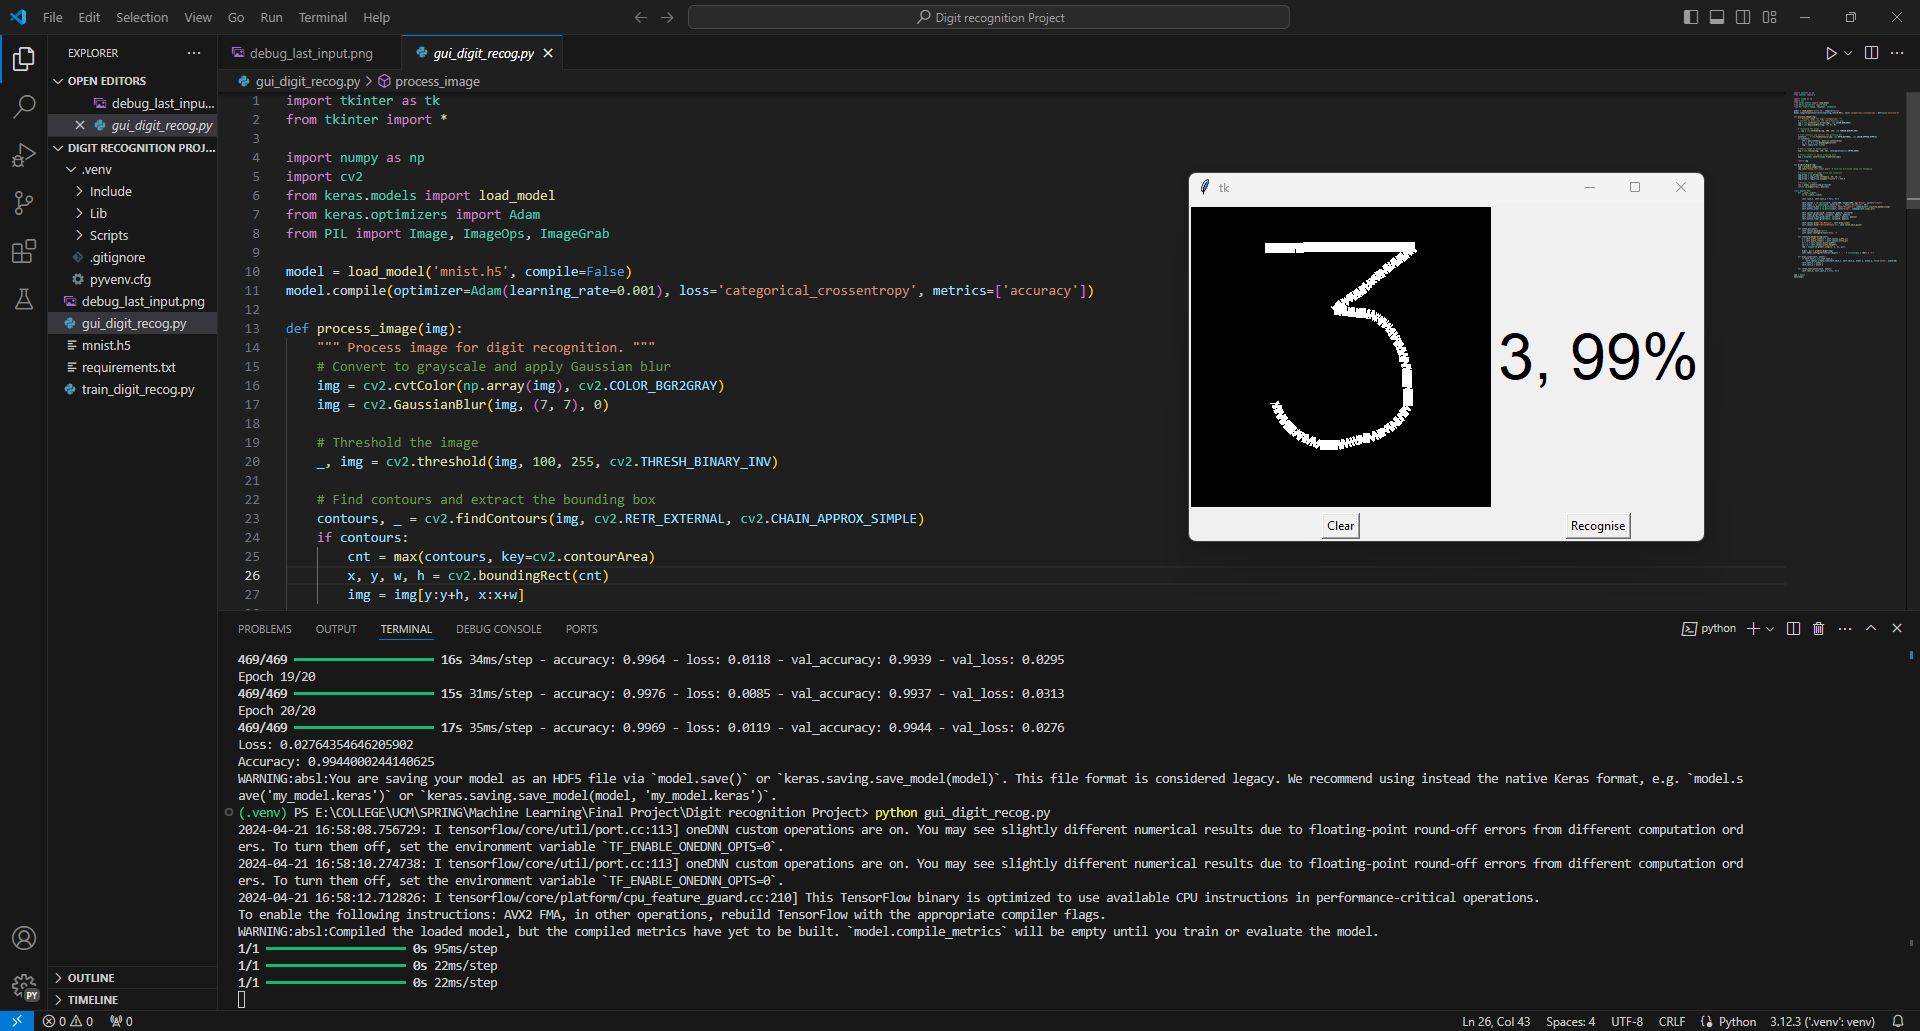 File Edit Selection View Go Run Terminal Help
Digit recognition Project
EXPLORER
OPEN EDITORS
debug_last_inpu...
gui_digit_recog.py
DIGIT RECOGNITION PROJ...
.venv
Include
Lib
Scripts
.gitignore
pyvenv.cfg
debug_last_input.png
gui_digit_recog.py
mnist.h5
requirements.txt
train_digit_recog.py
OUTLINE
TIMELINE
debug_last_input.png gui_digit_recog.py
gui_digit_recog.py > process_image
1 import tkinter as tk
2 from tkinter import *
3
4 import numpy as np
5 import cv2
6 from keras.models import load_model
7 from keras.optimizers import Adam
8 from PIL import Image, ImageOps, ImageGrab
9
10 model = load_model('mnist.h5', compile=False)
11 model.compile(optimizer=Adam(learning_rate=0.001), loss='categorical_crossentropy', metrics=['accuracy'])
12
13 def process_image(img):
14 """ Process image for digit recognition. """
15 # Convert to grayscale and apply Gaussian blur
16 img = cv2.cvtColor(np.array(img), cv2.COLOR_BGR2GRAY)
17 img = cv2.GaussianBlur(img, (7, 7), 0)
18
19 # Threshold the image
20 _, img = cv2.threshold(img, 100, 255, cv2.THRESH_BINARY_INV)
21
22 # Find contours and extract the bounding box
23 contours, _ = cv2.findContours(img, cv2.RETR_EXTERNAL, cv2.CHAIN_APPROX_SIMPLE)
24 if contours:
25 cnt = max(contours, key=cv2.contourArea)
26 x, y, w, h = cv2.boundingRect(cnt)
27 img = img[y:y+h, x:x+w]
tk
3
3, 99%
Clear Recognise
PROBLEMS OUTPUT TERMINAL DEBUG CONSOLE PORTS
python
469/469 16s 34ms/step - accuracy: 0.9964 - loss: 0.0118 - val_accuracy: 0.9939 - val_loss: 0.0295
Epoch 19/20
469/469 15s 31ms/step - accuracy: 0.9976 - loss: 0.0085 - val_accuracy: 0.9937 - val_loss: 0.0313
Epoch 20/20
469/469 17s 35ms/step - accuracy: 0.9969 - loss: 0.0119 - val_accuracy: 0.9944 - val_loss: 0.0276
Loss: 0.02764354646205902
Accuracy: 0.9944000244140625
WARNING:absl:You are saving your model as an HDF5 file via `model.save()` or `keras.saving.save_model(model)`. This file format is considered legacy. We recommend using instead the native Keras format, e.g. `model.s
ave('my_model.keras')` or `keras.saving.save_model(model, 'my_model.keras')`.
(.venv) PS E:\COLLEGE\UCM\SPRING\Machine Learning\Final Project\Digit recognition Project> python gui_digit_recog.py
2024-04-21 16:58:08.756729: I tensorflow/core/util/port.cc:113] oneDNN custom operations are on. You may see slightly different numerical results due to floating-point round-off errors from different computation ord
ers. To turn them off, set the environment variable `TF_ENABLE_ONEDNN_OPTS=0`.
2024-04-21 16:58:10.274738: I tensorflow/core/util/port.cc:113] oneDNN custom operations are on. You may see slightly different numerical results due to floating-point round-off errors from different computation ord
ers. To turn them off, set the environment variable `TF_ENABLE_ONEDNN_OPTS=0`.
2024-04-21 16:58:12.712826: I tensorflow/core/platform/cpu_feature_guard.cc:210] This TensorFlow binary is optimized to use available CPU instructions in performance-critical operations.
To enable the following instructions: AVX2 FMA, in other operations, rebuild TensorFlow with the appropriate compiler flags.
WARNING:absl:Compiled the loaded model, but the compiled metrics have yet to be built. `model.compile_metrics` will be empty until you train or evaluate the model.
1/1 0s 95ms/step
1/1 0s 22ms/step
1/1 0s 22ms/step
PY
0 0 0 Ln 26, Col 43 Spaces: 4 UTF-8 CRLF Python 3.12.3 ('.venv': venv)